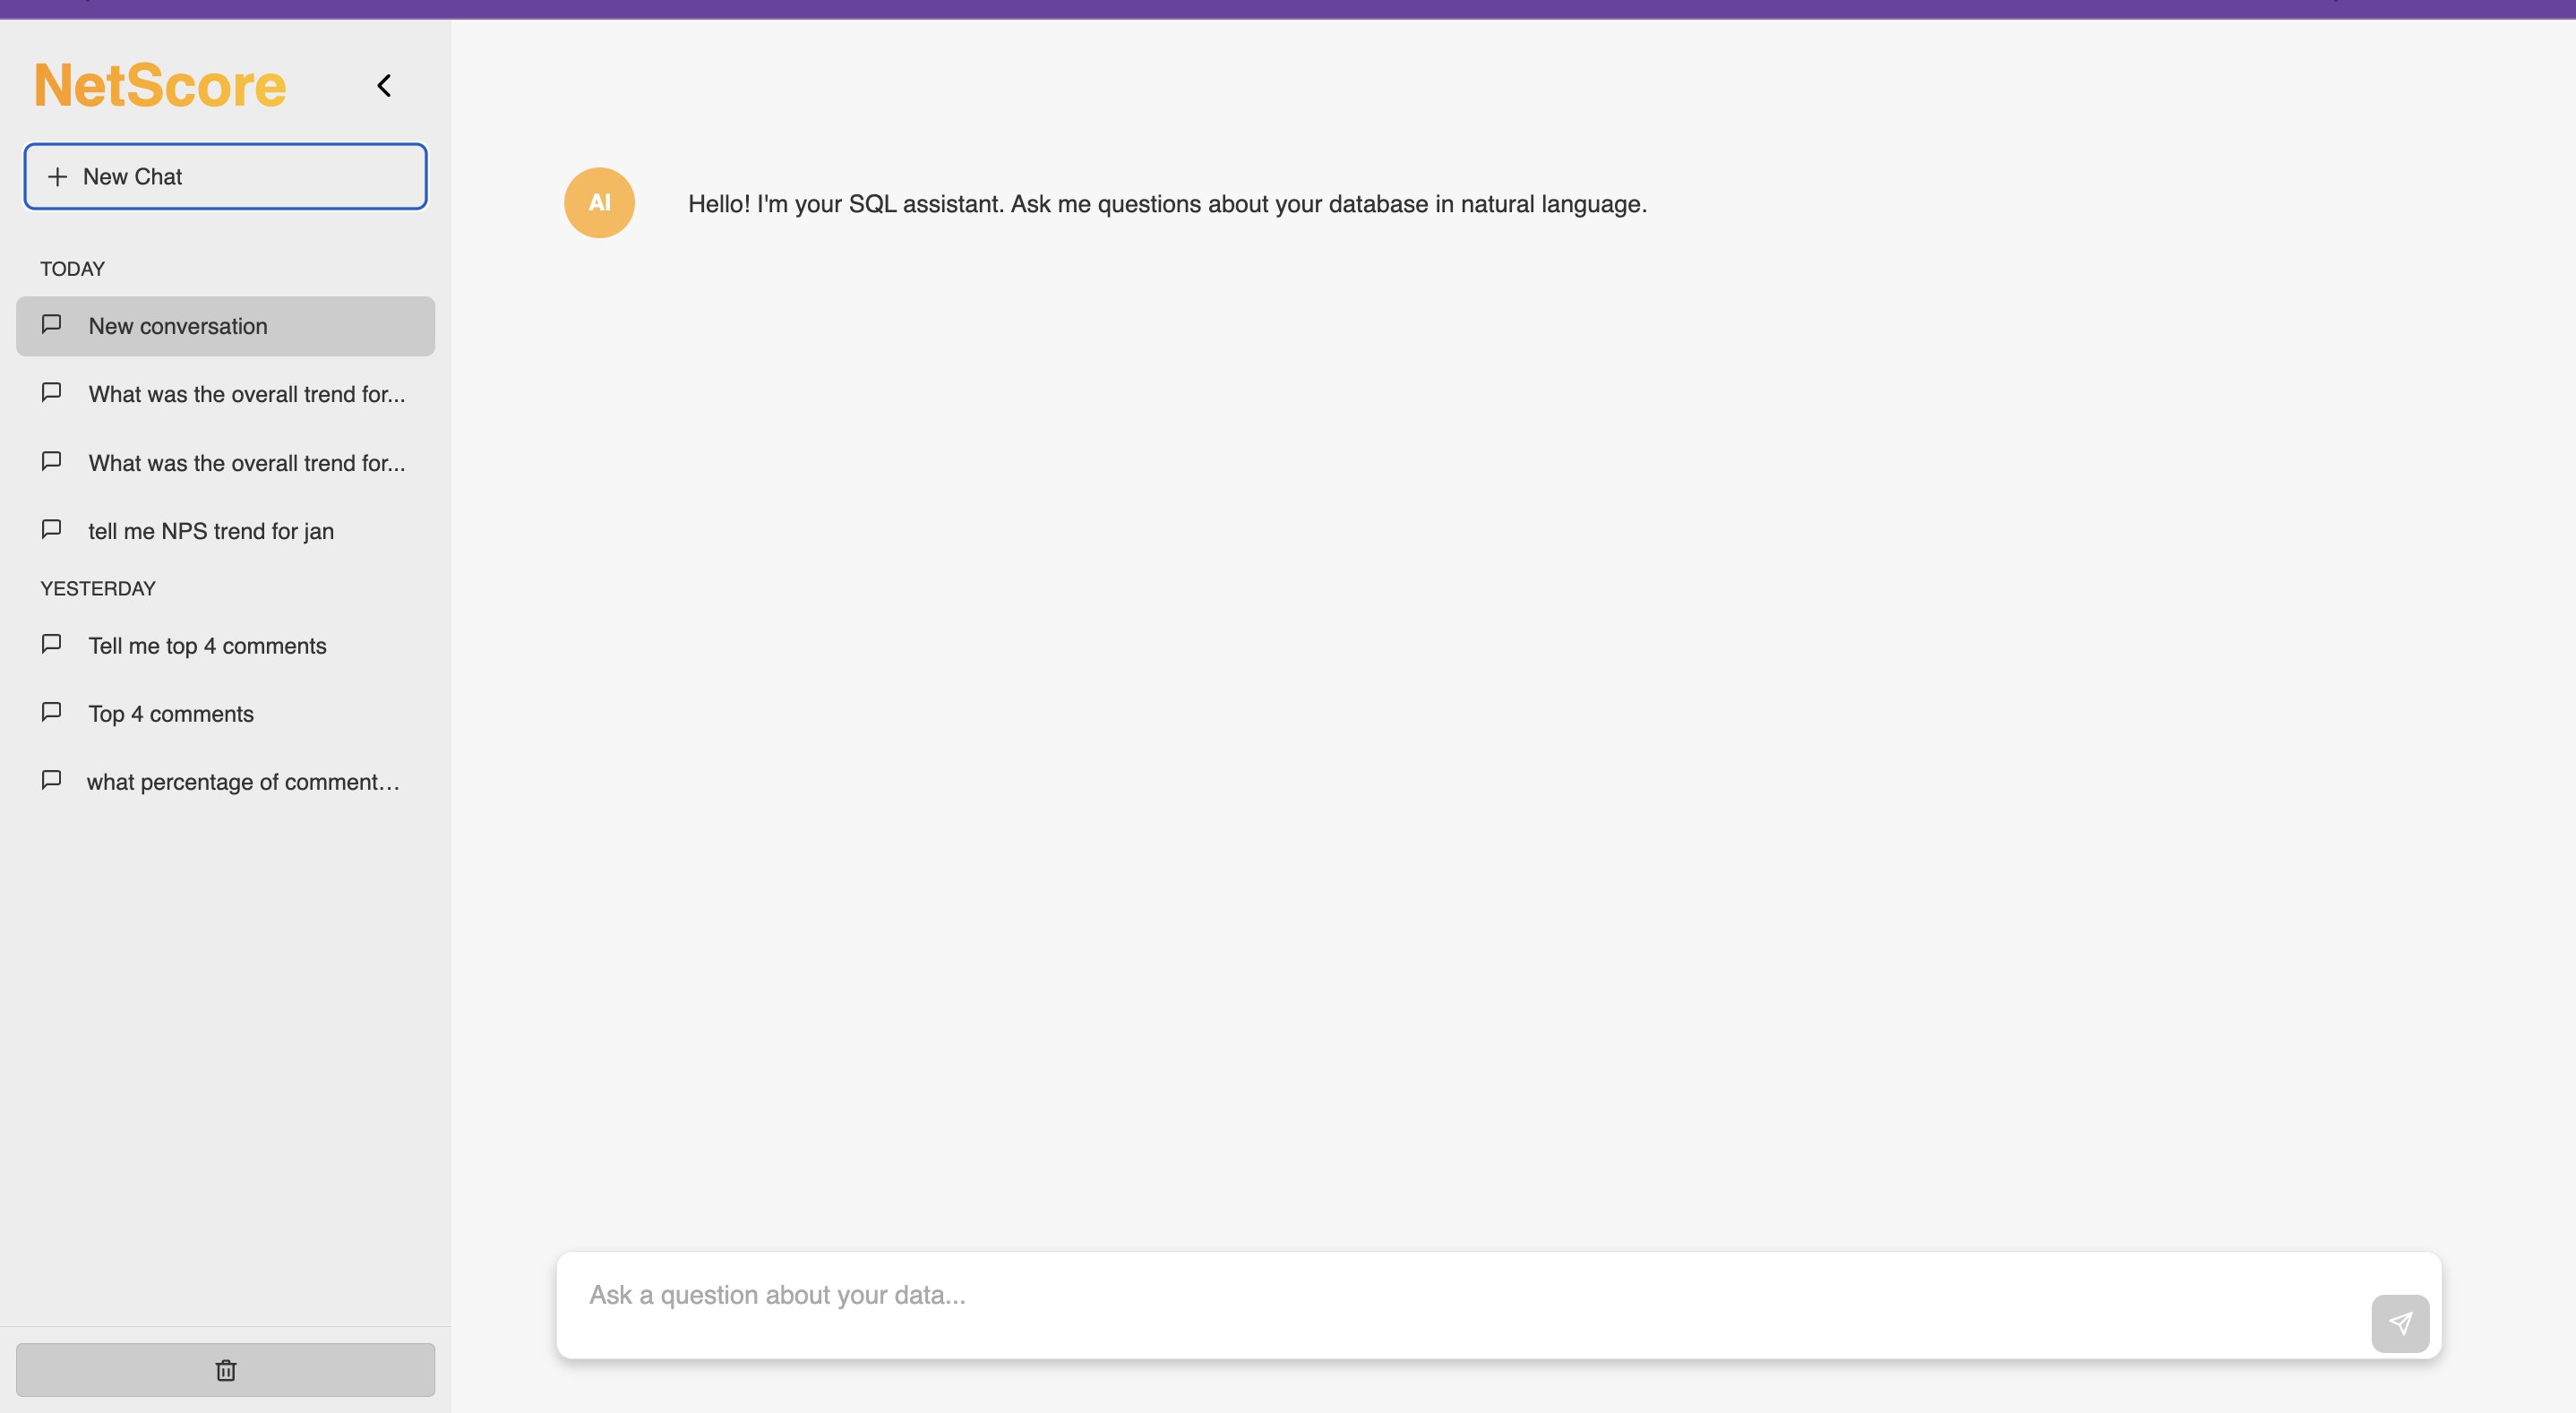 NetScore
New Chat
TODAY
New conversation
What was the overall trend for...
What was the overall trend for...
tell me NPS trend for jan
YESTERDAY
Tell me top 4 comments
Top 4 comments
what percentage of comment…
AI
Hello! I'm your SQL assistant. Ask me questions about your database in natural language.
Ask a question about your data...